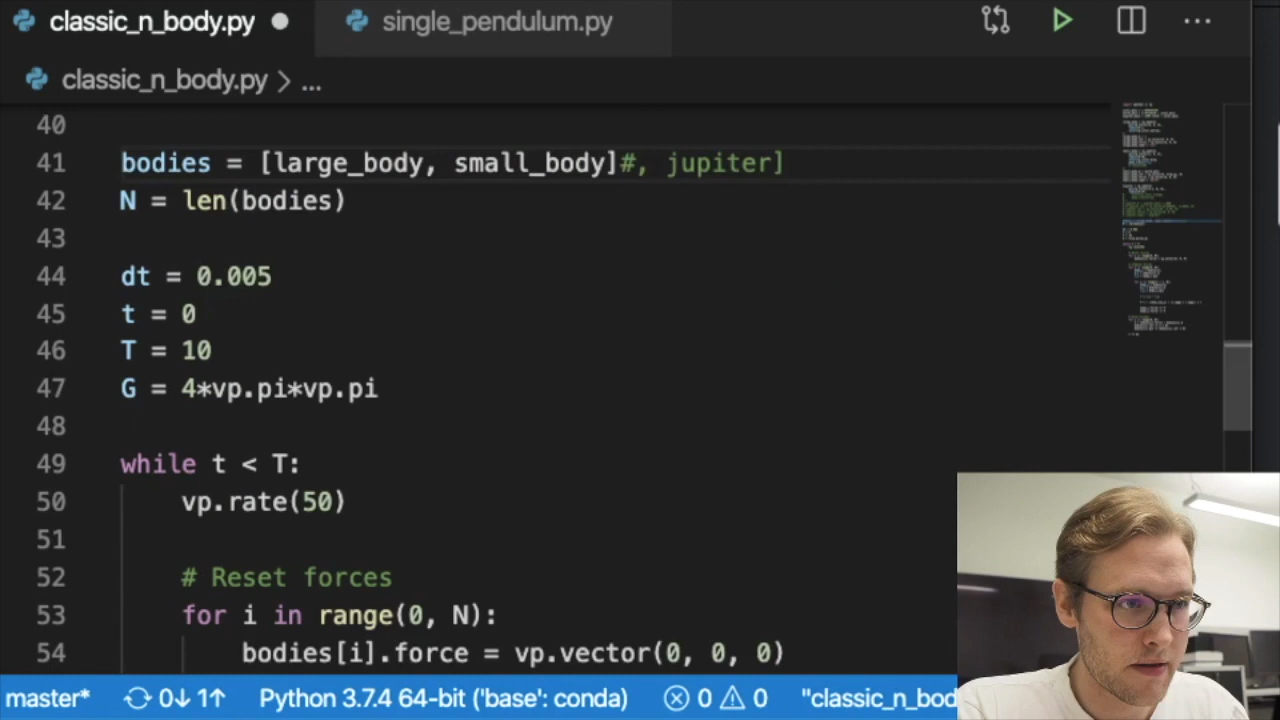 classic_n_body.py single_pendulum.py
classic_n_body.py > ...
40
41 bodies = [large_body, small_body]#, jupiter]
42 N = len(bodies)
43
44 dt = 0.005
45 t = 0
46 T = 10
47 G = 4*vp.pi*vp.pi
48
49 while t < T:
50 vp.rate(50)
51
52 # Reset forces
53 for i in range(0, N):
54 bodies[i].force = vp.vector(0, 0, 0)
master* 0↓ 1↑ Python 3.7.4 64-bit ('base': conda) 0 0 "classic_n_bod